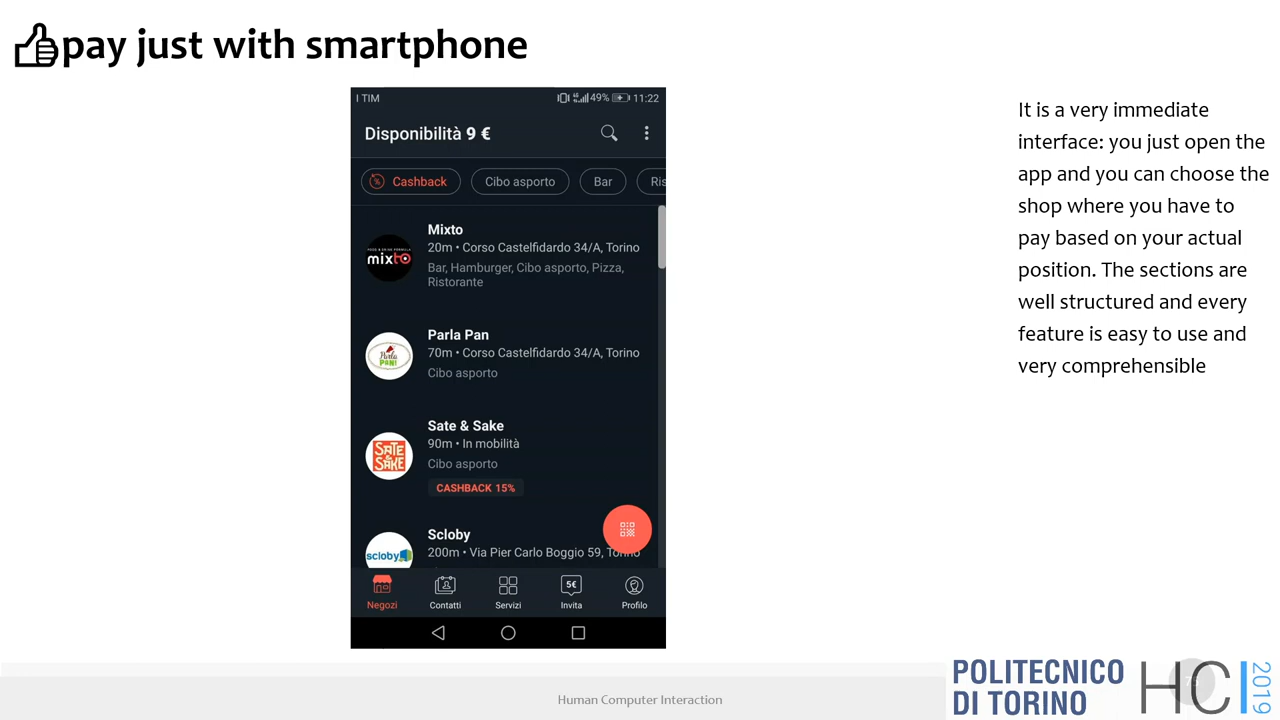 pay just with smartphone
I TIM 49% 11:22
Disponibilità 9 €
Cashback Cibo asporto Bar Ris
Mixto
20m • Corso Castelfidardo 34/A, Torino
Bar, Hamburger, Cibo asporto, Pizza,
Ristorante
mixto
Parla Pan
70m • Corso Castelfidardo 34/A, Torino
Cibo asporto
Parla
PANI
Sate & Sake
90m • In mobilità
Cibo asporto
CASHBACK 15%
SATE
&
SAKE
Scloby
200m • Via Pier Carlo Boggio 59, Torino
scloby
5€
Negozi Contatti Servizi Invita Profilo
It is a very immediate
interface: you just open the
app and you can choose the
shop where you have to
pay based on your actual
position. The sections are
well structured and every
feature is easy to use and
very comprehensible
Human Computer Interaction
POLITECNICO
DI TORINO
HCI
2019